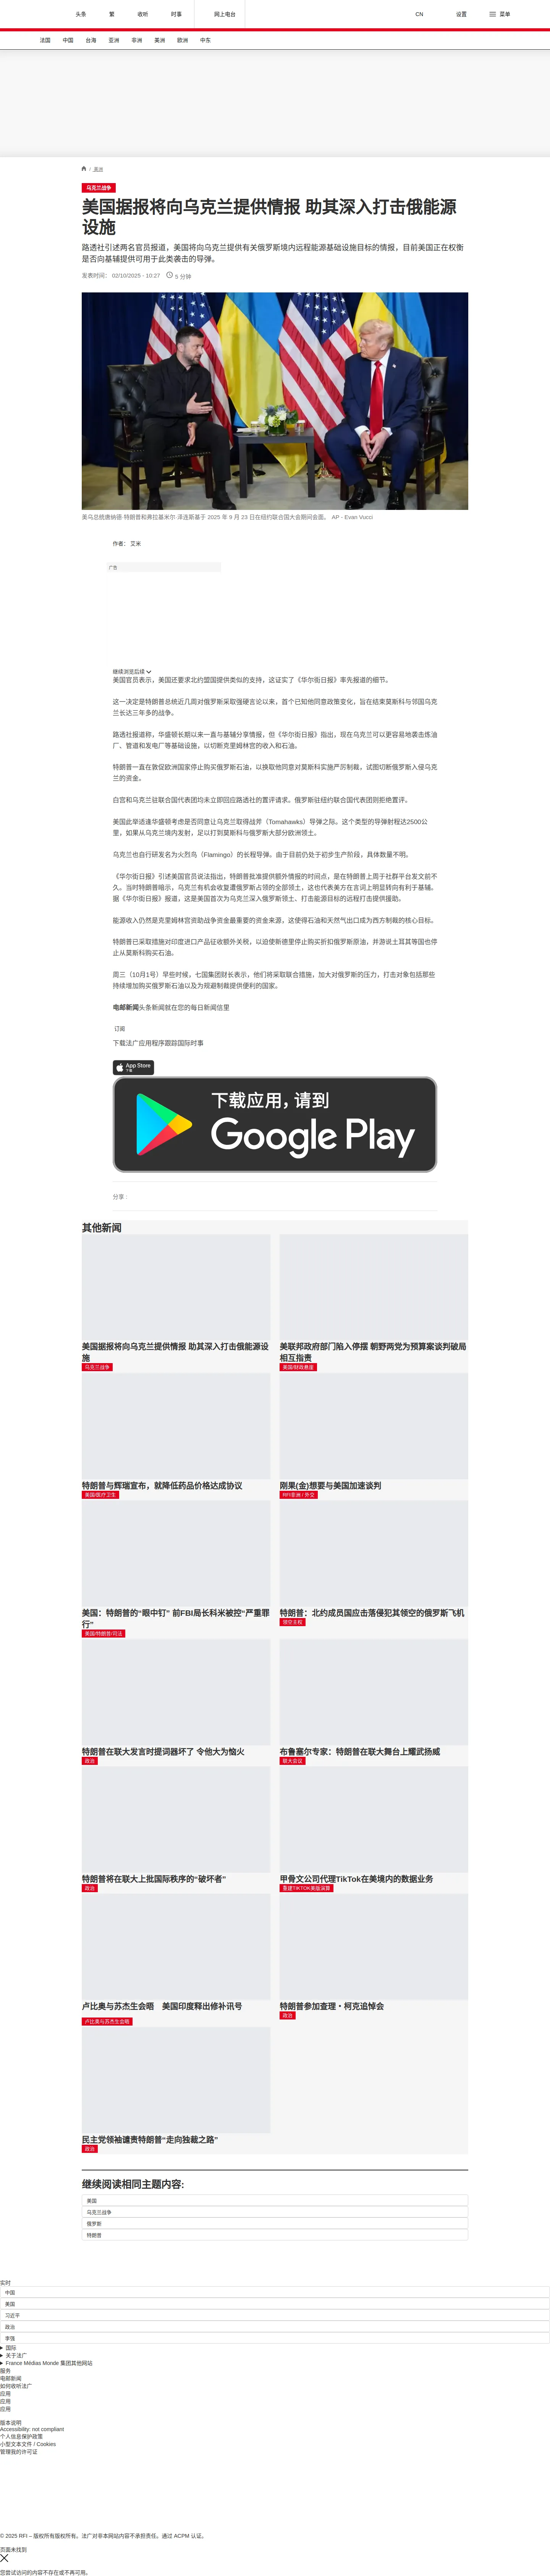 头条
繁
收听
时事
网上电台
CN
设置
菜单
法国
中国
台海
亚洲
非洲
美洲
欧洲
中东
/ 美洲
乌克兰战争
美国据报将向乌克兰提供情报 助其深入打击俄能源
设施
路透社引述两名官员报道，美国将向乌克兰提供有关俄罗斯境内远程能源基础设施目标的情报，目前美国正在权衡
是否向基辅提供可用于此类袭击的导弹。
发表时间： 02/10/2025 - 10:27
5 分钟
美乌总统唐纳德·特朗普和弗拉基米尔·泽连斯基于 2025 年 9 月 23 日在纽约联合国大会期间会面。 AP - Evan Vucci
作者： 艾米
广告
继续浏览后续
美国官员表示，美国还要求北约盟国提供类似的支持，这证实了《华尔街日报》率先报道的细节。
这一决定是特朗普总统近几周对俄罗斯采取强硬言论以来，首个已知他同意政策变化，旨在结束莫斯科与邻国乌克
兰长达三年多的战争。
路透社报道称，华盛顿长期以来一直与基辅分享情报，但《华尔街日报》指出，现在乌克兰可以更容易地袭击炼油
厂、管道和发电厂等基础设施，以切断克里姆林宫的收入和石油。
特朗普一直在敦促欧洲国家停止购买俄罗斯石油，以换取他同意对莫斯科实施严厉制裁，试图切断俄罗斯入侵乌克
兰的资金。
白宫和乌克兰驻联合国代表团均未立即回应路透社的置评请求。俄罗斯驻纽约联合国代表团则拒绝置评。
美国此举适逢华盛顿考虑是否同意让乌克兰取得战斧（Tomahawks）导弹之际。这个类型的导弹射程达2500公
里，如果从乌克兰境内发射，足以打到莫斯科与俄罗斯大部分欧洲领土。
乌克兰也自行研发名为火烈鸟（Flamingo）的长程导弹。由于目前仍处于初步生产阶段，具体数量不明。
《华尔街日报》引述美国官员说法指出，特朗普批准提供额外情报的时间点，是在特朗普上周于社群平台发文前不
久。当时特朗普暗示，乌克兰有机会收复遭俄罗斯占领的全部领土，这也代表美方在言词上明显转向有利于基辅。
据《华尔街日报》报道，这是美国首次为乌克兰深入俄罗斯领土、打击能源目标的远程打击提供援助。
能源收入仍然是克里姆林宫资助战争资金最重要的资金来源，这使得石油和天然气出口成为西方制裁的核心目标。
特朗普已采取措施对印度进口产品征收额外关税，以迫使新德里停止购买折扣俄罗斯原油，并游说土耳其等国也停
止从莫斯科购买石油。
周三（10月1号）早些时候，七国集团财长表示，他们将采取联合措施，加大对俄罗斯的压力，打击对象包括那些
持续增加购买俄罗斯石油以及为规避制裁提供便利的国家。
电邮新闻头条新闻就在您的每日新闻信里
订阅
下载法广应用程序跟踪国际时事
App Store
下载应用，请到
Google Play
分享 :
其他新闻
美国据报将向乌克兰提供情报 助其深入打击俄能源设
施
乌克兰战争
美联邦政府部门陷入停摆 朝野两党为预算案谈判破局
相互指责
美国/财政悬崖
特朗普与辉瑞宣布，就降低药品价格达成协议
美国/医疗卫生
刚果(金)想要与美国加速谈判
RFI非洲 / 外交
美国：特朗普的“眼中钉” 前FBI局长科米被控“严重罪
行”
美国/特朗普/司法
特朗普：北约成员国应击落侵犯其领空的俄罗斯飞机
领空主权
特朗普在联大发言时提词器坏了 令他大为恼火
政治
布鲁塞尔专家：特朗普在联大舞台上耀武扬威
联大会议
特朗普将在联大上批国际秩序的“破坏者”
政治
甲骨文公司代理TikTok在美境内的数据业务
重建TIKTOK美版演算
卢比奥与苏杰生会晤 美国印度释出修补讯号
卢比奥与苏杰生会晤
特朗普参加查理・柯克追悼会
政治
民主党领袖谴责特朗普“走向独裁之路”
政治
继续阅读相同主题内容:
美国
乌克兰战争
俄罗斯
特朗普
实时
中国
美国
习近平
政治
李强
国际
关于法广
France Médias Monde 集团其他网站
服务
电邮新闻
如何收听法广
应用
应用
应用
版本说明
Accessibility: not compliant
个人信息保护政策
小型文本文件 / Cookies
管理我的许可证
© 2025 RFI – 版权所有版权所有。法广对非本网站内容不承担责任。通过 ACPM 认证。
页面未找到
您尝试访问的内容不存在或不再可用。